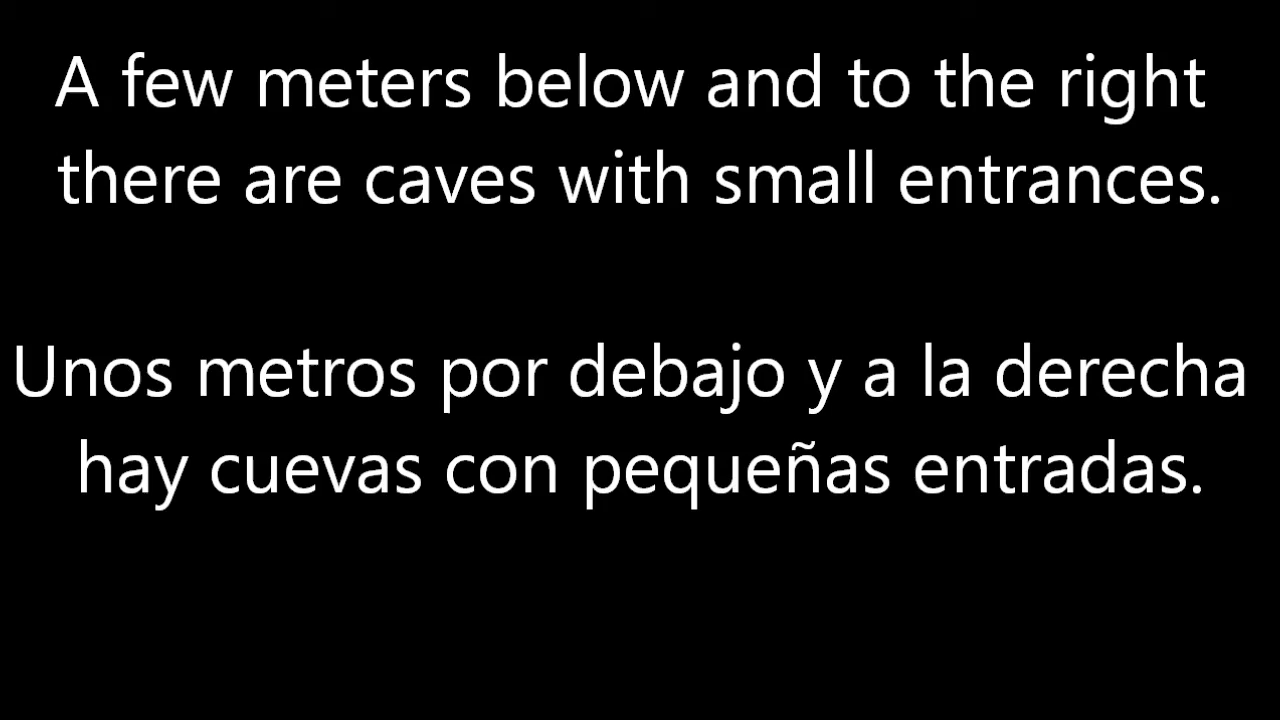 A few meters below and to the right
there are caves with small entrances.
Unos metros por debajo y a la derecha
hay cuevas con pequeñas entradas.